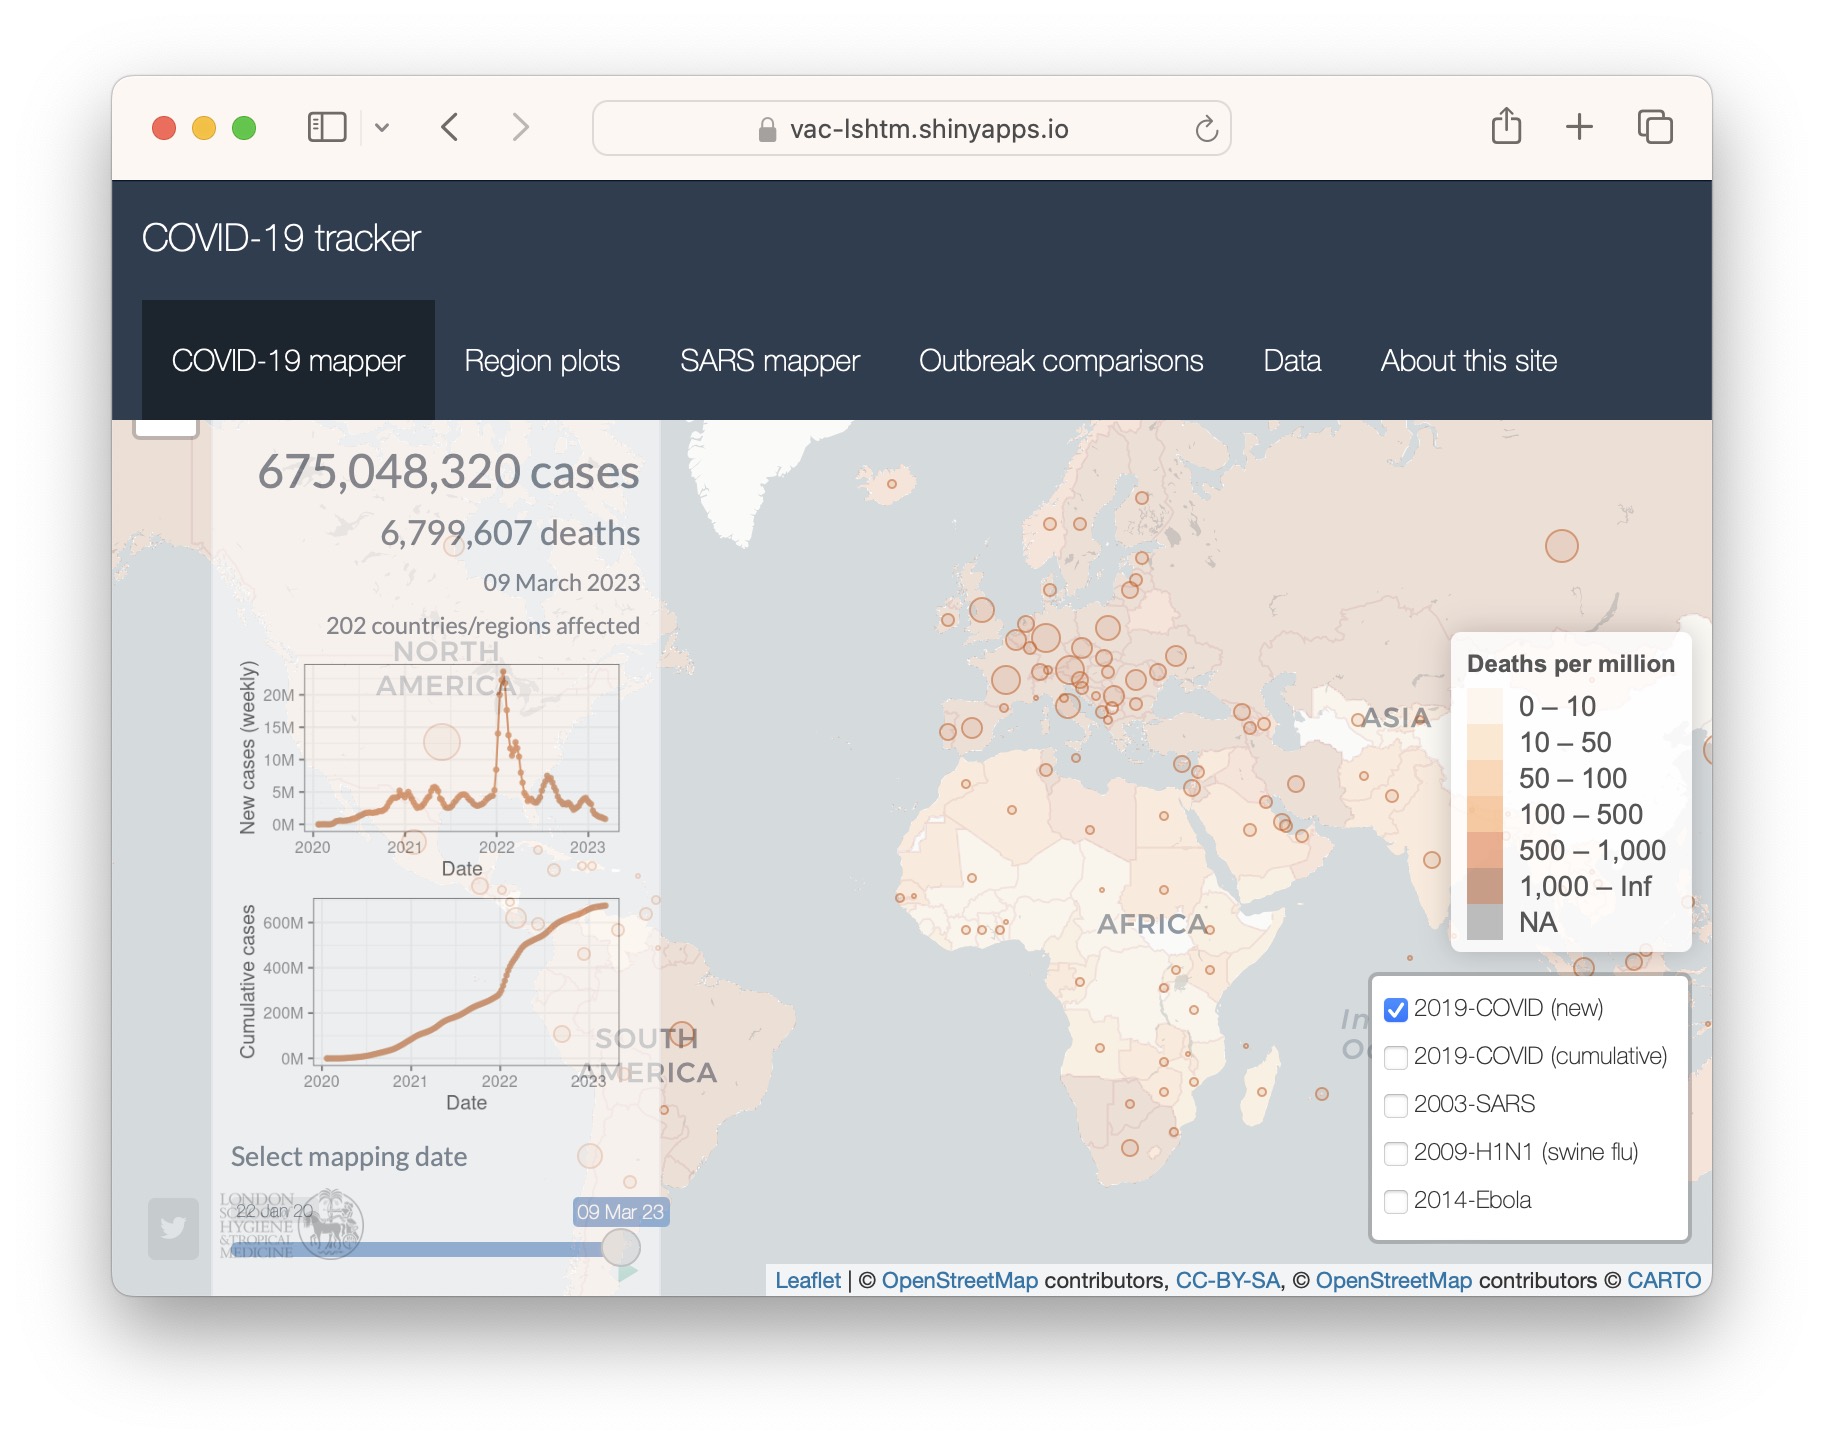 vac-lshtm.shinyapps.io
COVID-19 tracker
COVID-19 mapper
Region plots
SARS mapper
Outbreak comparisons
Data
About this site
675,048,320 cases
6,799,607 deaths
09 March 2023
202 countries/regions affected
NORTH
AMERICA
New cases (weekly)
20M
15M
10M
5M
0M
2020 2021 2022 2023
Date
Cumulative cases
600M
400M
200M
0M
2020 2021 2022 2023
Date
SOUTH
AMERICA
AFRICA
ASIA
In
Oc
Select mapping date
22 Jan 20
09 Mar 23
LONDON
SCHOOL of
HYGIENE
&TROPICAL
MEDICINE
Deaths per million
0 – 10
10 – 50
50 – 100
100 – 500
500 – 1,000
1,000 – Inf
NA
2019-COVID (new)
2019-COVID (cumulative)
2003-SARS
2009-H1N1 (swine flu)
2014-Ebola
Leaflet | © OpenStreetMap contributors, CC-BY-SA, © OpenStreetMap contributors © CARTO